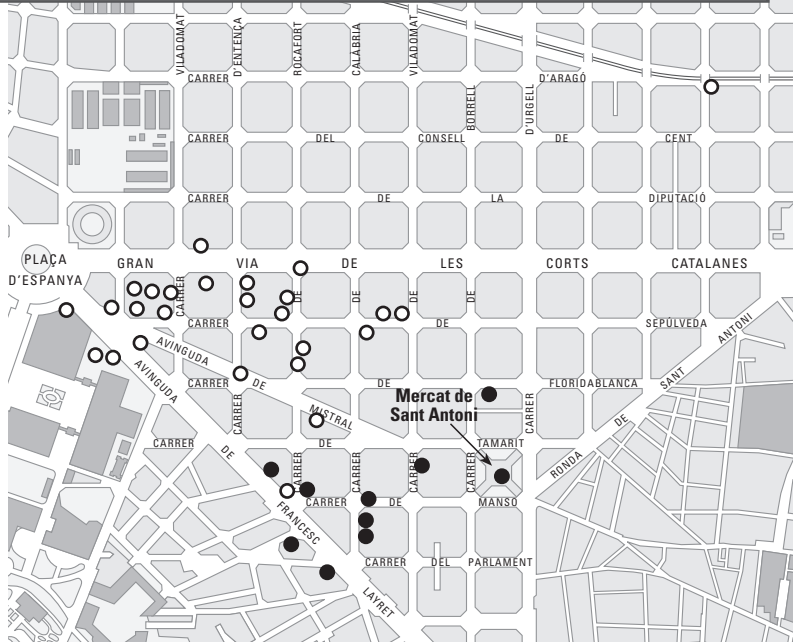 VILADOMAT
D'ENTENÇA
ROCAFORT
CALÀBRIA
VILADOMAT
CARRER
D'ARAGÓ
BORRELL
D'URGELL
CARRER DEL CONSELL DE CENT
CARRER DE LA DIPUTACIÓ
PLAÇA
D'ESPANYA
GRAN VIA DE LES CORTS CATALANES
CARRER
DE
DE
DE
DE
CARRER DE SEPÚLVEDA
AVINGUDA DE MISTRAL
AVINGUDA DE FRANCESC LAYRET
CARRER DE FLORIDABLANCA
RONDA DE SANT ANTONI
Mercat de
Sant Antoni
CARRER
CARRER
CARRER DE TAMARIT
CARRER
CARRER
CARRER
CARRER
CARRER DE MANSO
CARRER DEL PARLAMENT